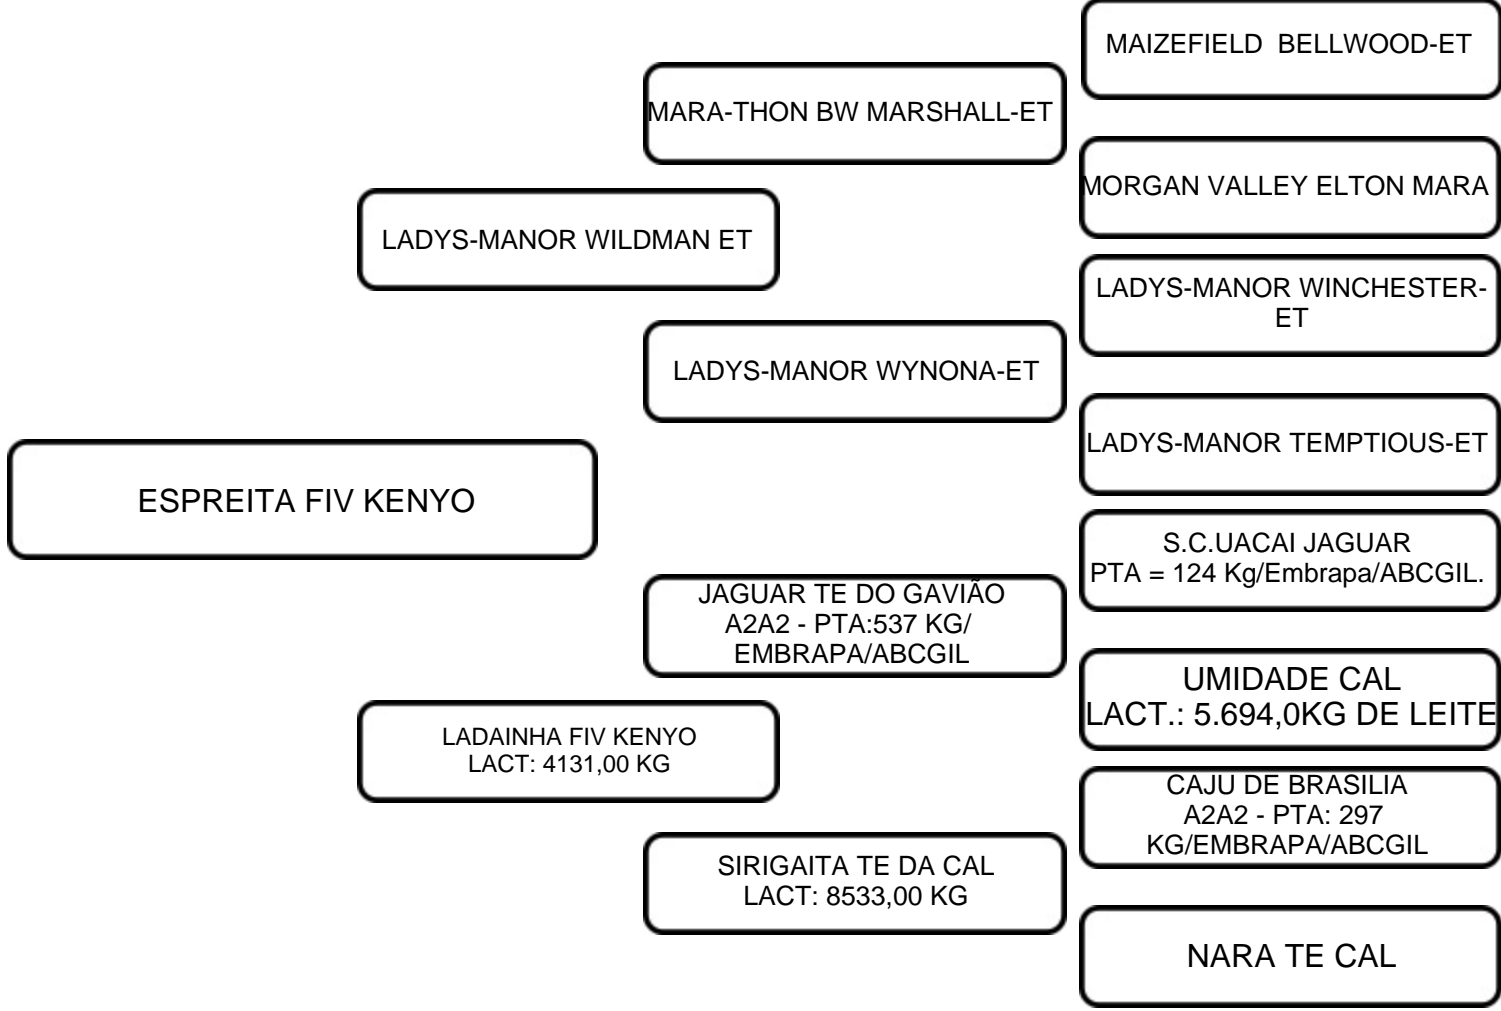 MAIZEFIELD  BELLWOOD-ET
MARA-THON BW MARSHALL-ET
MORGAN VALLEY ELTON MARA
LADYS-MANOR WILDMAN ET
LADYS-MANOR WINCHESTER-
ET
LADYS-MANOR WYNONA-ET
LADYS-MANOR TEMPTIOUS-ET
ESPREITA FIV KENYO
S.C.UACAI JAGUAR
PTA = 124 Kg/Embrapa/ABCGIL.
JAGUAR TE DO GAVIÃO
A2A2 - PTA:537 KG/
EMBRAPA/ABCGIL
UMIDADE CAL
LACT.: 5.694,0KG DE LEITE
LADAINHA FIV KENYO
LACT: 4131,00 KG
CAJU DE BRASILIA
A2A2 - PTA: 297
KG/EMBRAPA/ABCGIL
SIRIGAITA TE DA CAL
LACT: 8533,00 KG
NARA TE CAL